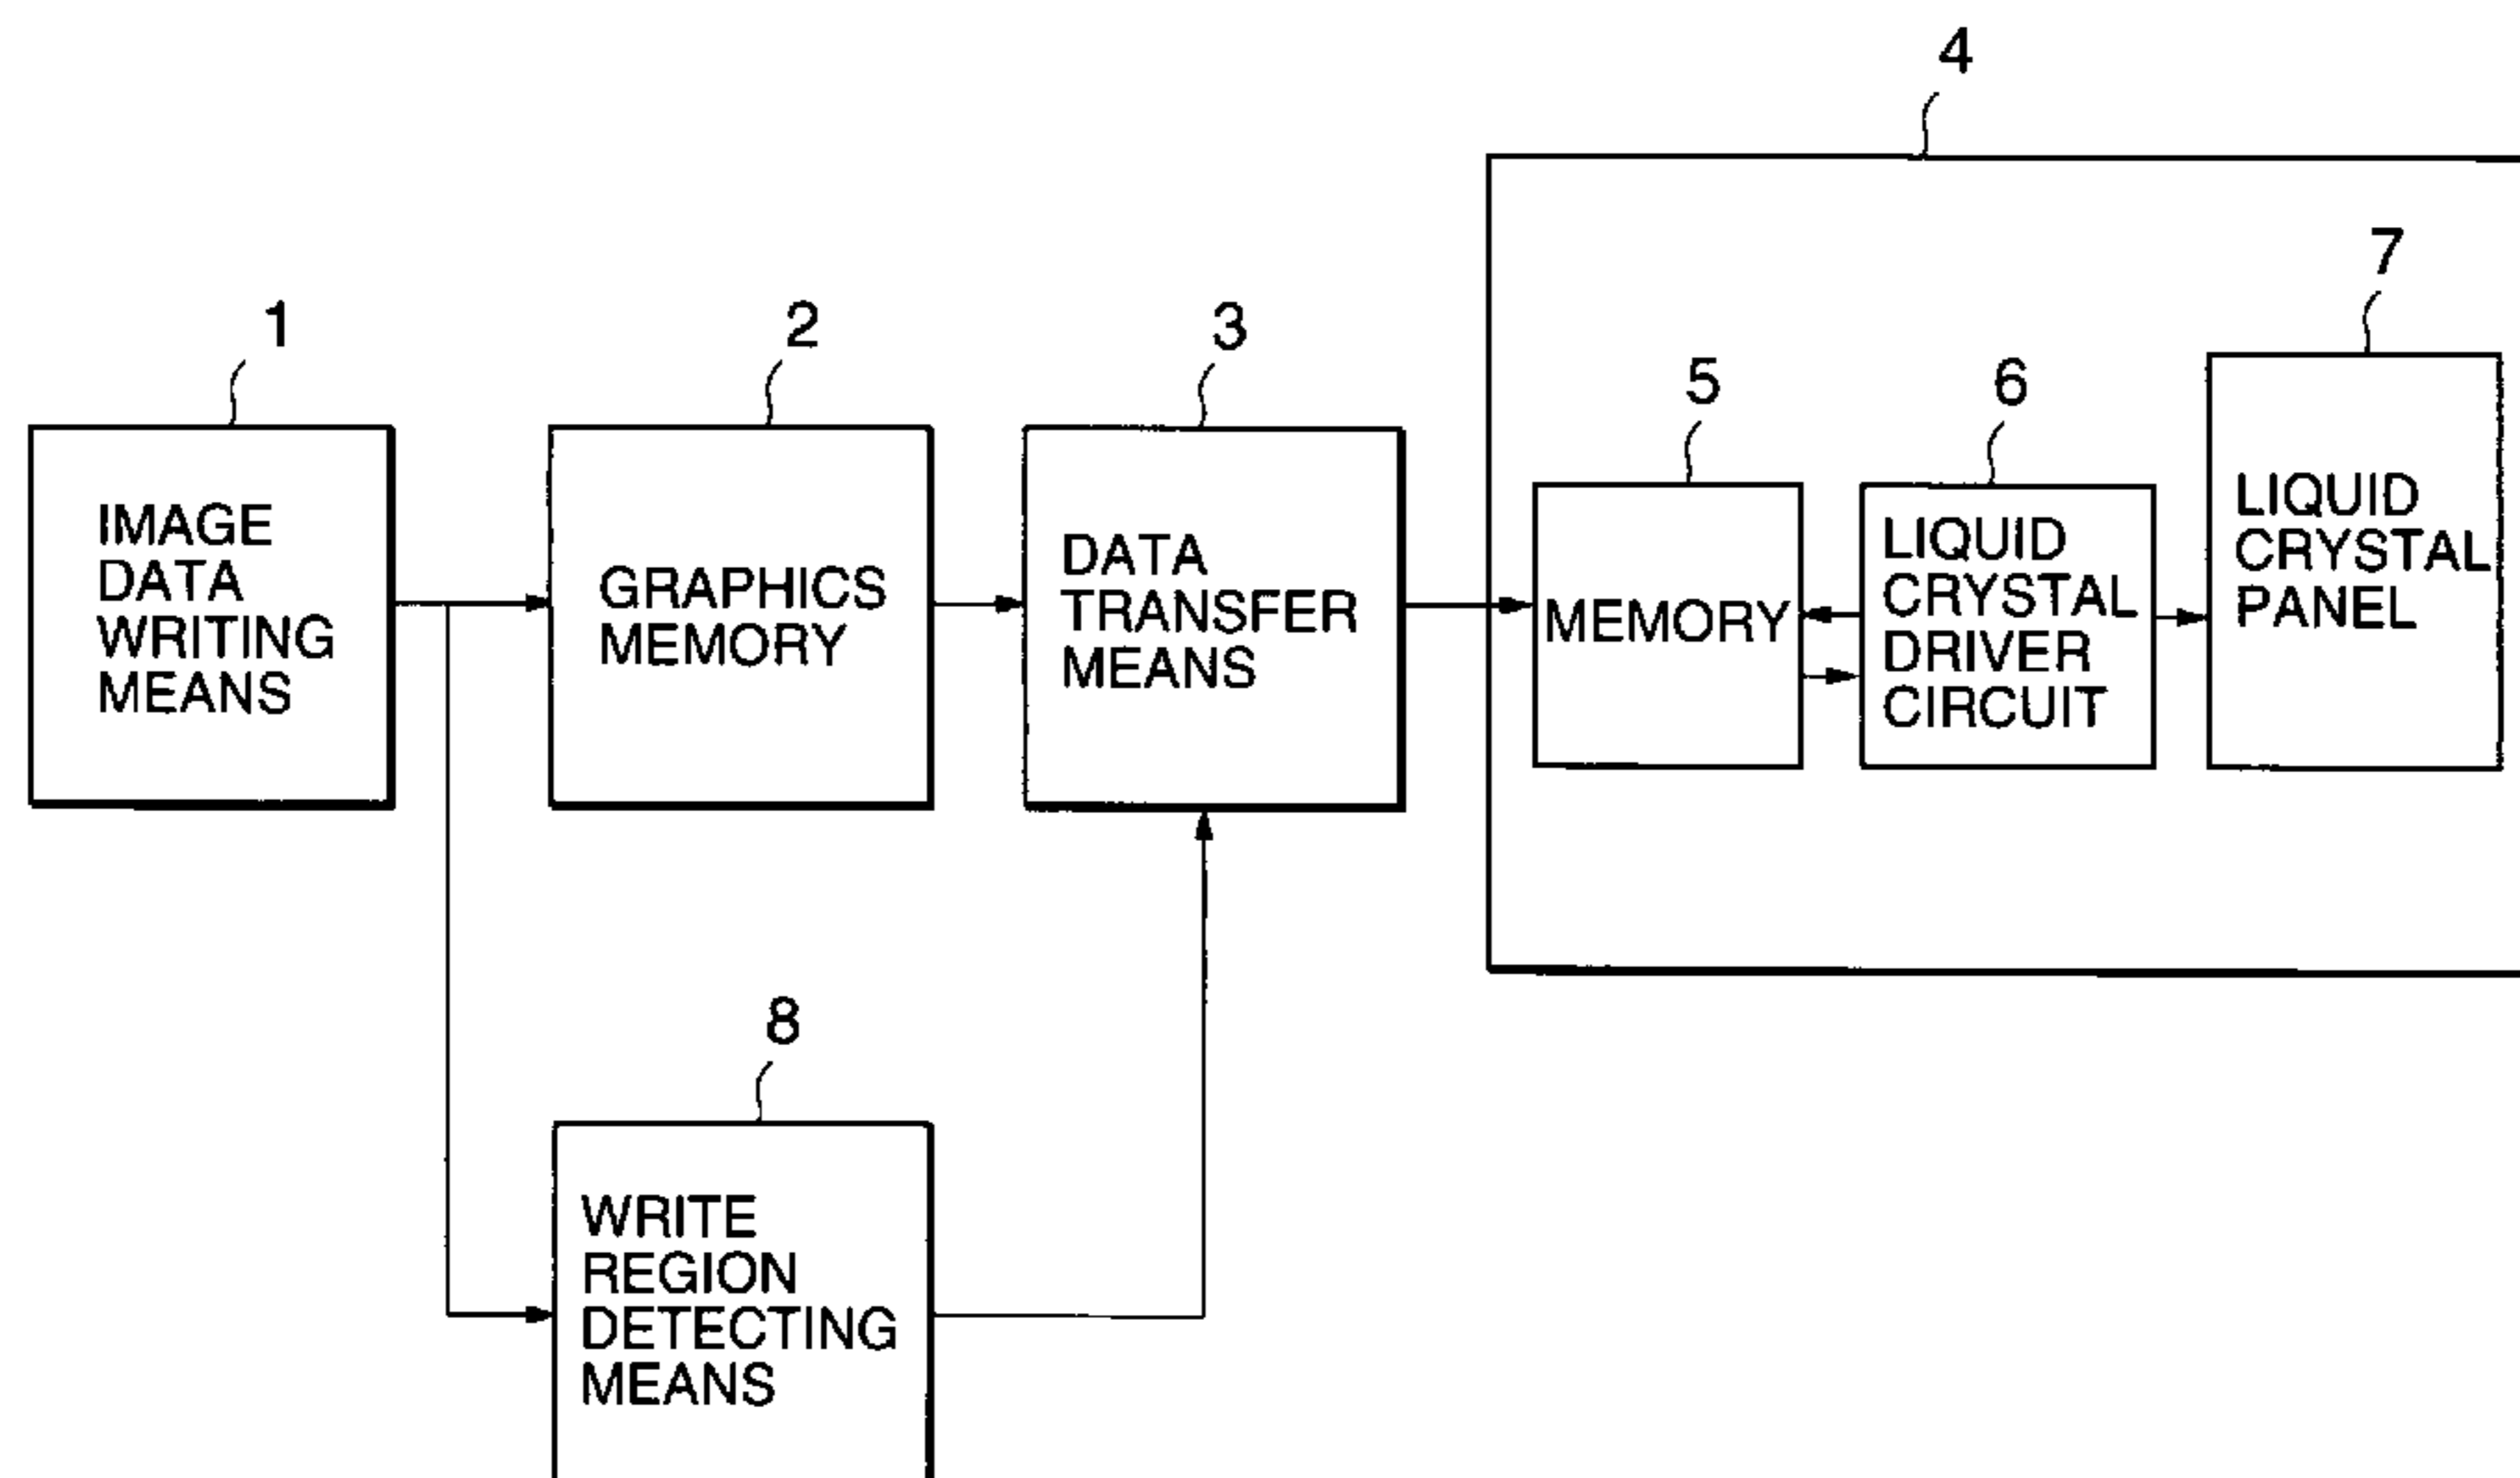 4
7
1
2
3
5
6
IMAGE
DATA
WRITING
MEANS
GRAPHICS
MEMORY
DATA
TRANSFER
MEANS
MEMORY
LIQUID
CRYSTAL
DRIVER
CIRCUIT
LIQUID
CRYSTAL
PANEL
8
WRITE
REGION
DETECTING
MEANS